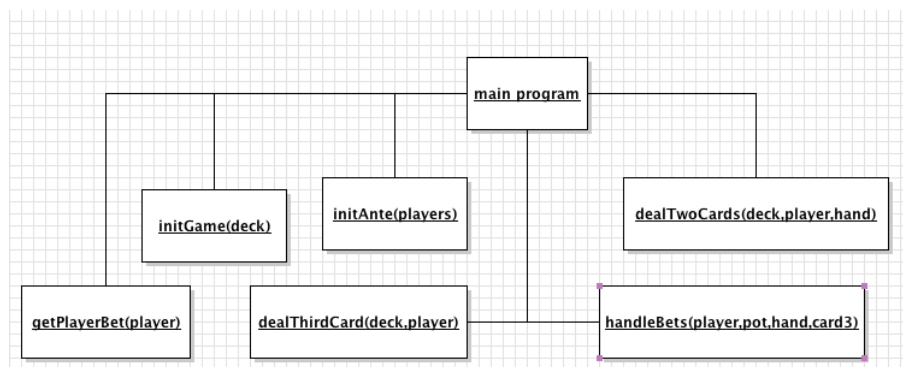 main program
initGame(deck)
initAnte(players)
dealTwoCards(deck,player,hand)
getPlayerBet(player)
dealThirdCard(deck,player)
handleBets(player,pot,hand,card3)